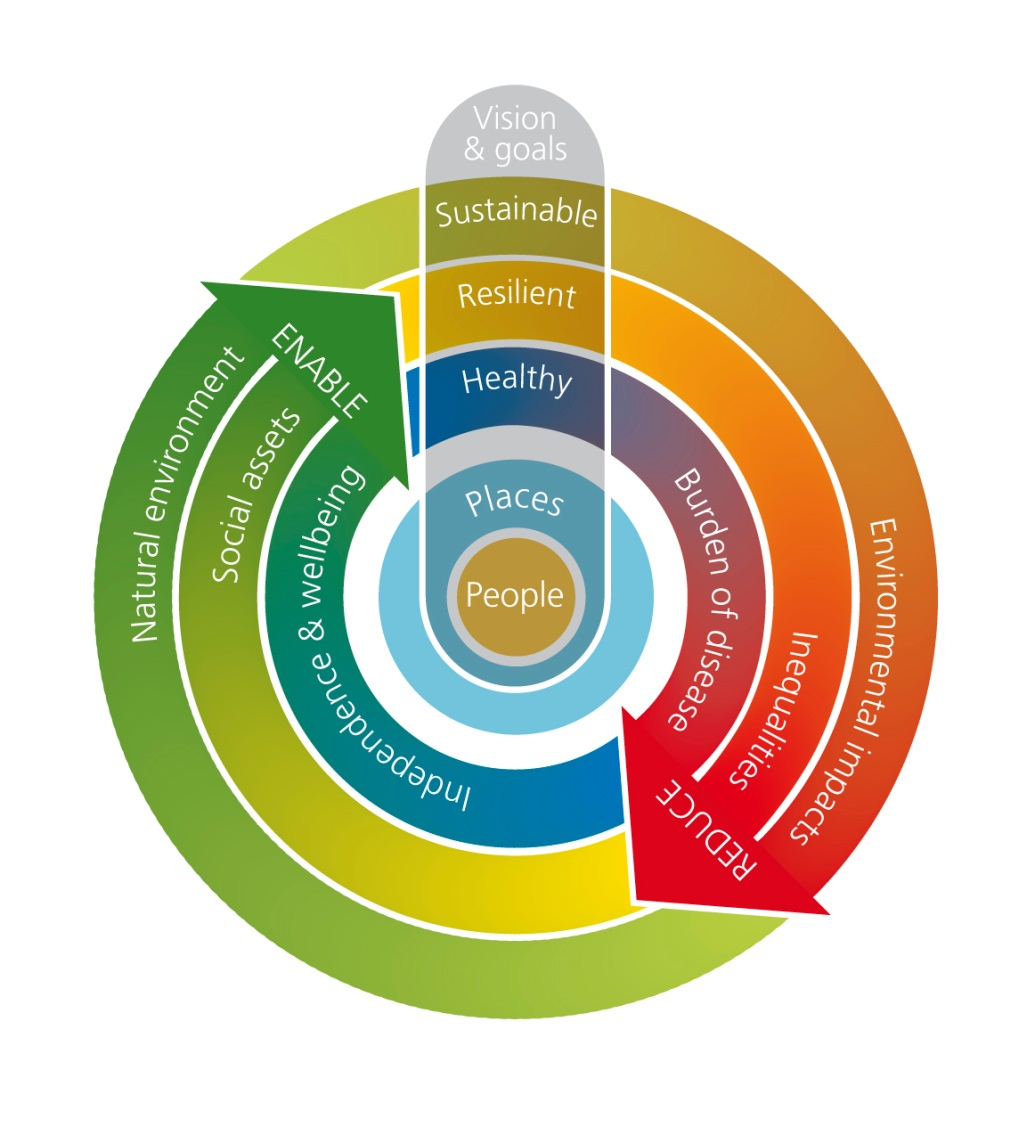 Vision
& goals
Sustainable
Resilient
Healthy
Places
People
ENABLE
Natural environment
Social assets
Independence & wellbeing
Burden of disease
Inequalities
Environmental impacts
REDUCE